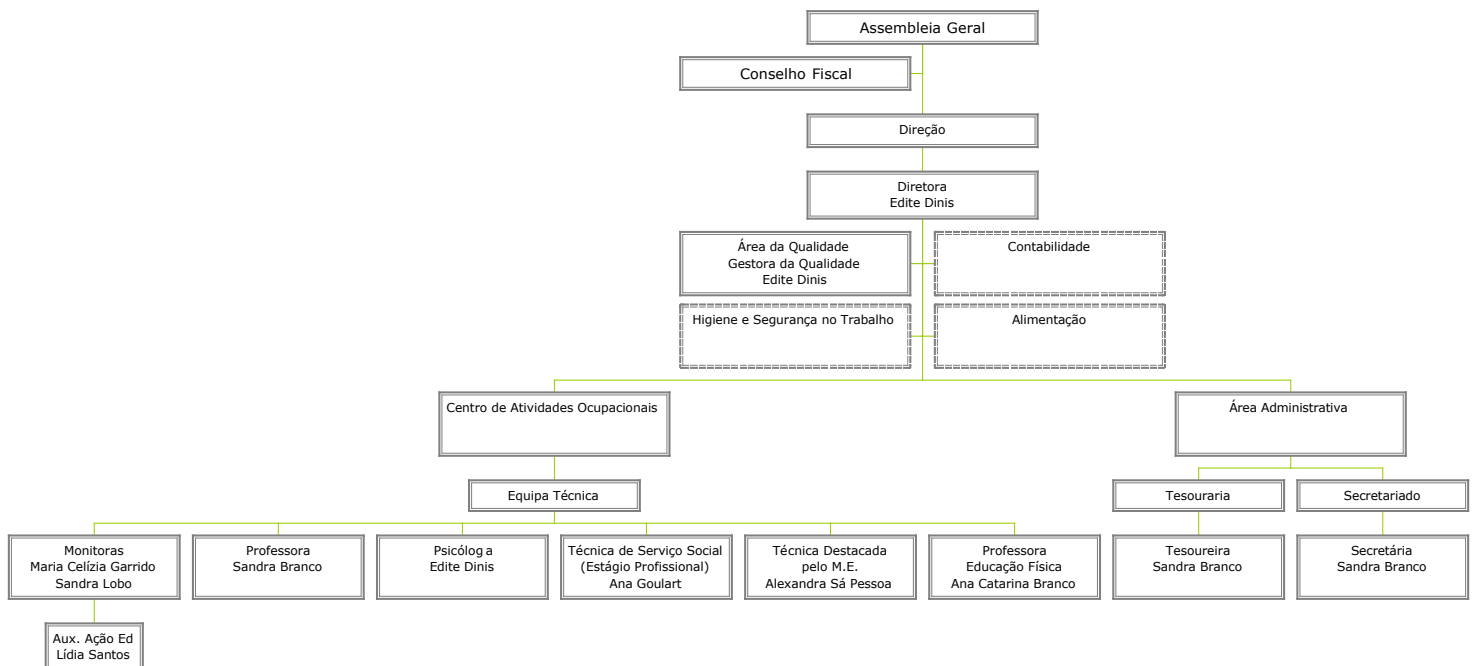 Assembleia Geral
Conselho Fiscal
Direção
Diretora
Edite Dinis
Área da Qualidade
Gestora da Qualidade
Edite Dinis
Contabilidade
Higiene e Segurança no Trabalho
Alimentação
Centro de Atividades Ocupacionais
Área Administrativa
Equipa Técnica
Tesouraria
Secretariado
Monitoras
Maria Celízia Garrido
Sandra Lobo
Professora
Sandra Branco
Psicóloga
Edite Dinis
Técnica de Serviço Social
(Estágio Profissional)
Ana Goulart
Técnica Destacada
pelo M.E.
Alexandra Sá Pessoa
Professora
Educação Física
Ana Catarina Branco
Tesoureira
Sandra Branco
Secretária
Sandra Branco
Aux. Ação Ed
Lídia Santos